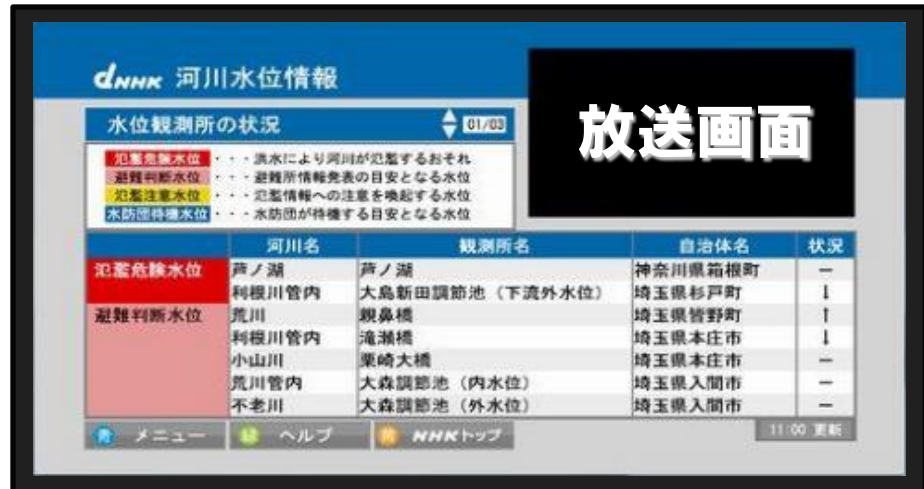 dNHK 河川水位情報
水位観測所の状況 01/03
放送画面
氾濫危険水位・・・洪水により河川が氾濫するおそれ
避難判断水位・・・避難所情報発表の目安となる水位
氾濫注意水位・・・氾濫情報への注意を喚起する水位
水防団待機水位・・・水防団が待機する目安となる水位
河川名 観測所名 自治体名 状況
氾濫危険水位 芦ノ湖 芦ノ湖 神奈川県箱根町 −
利根川管内 大島新田調節池（下流外水位） 埼玉県杉戸町 ↓
避難判断水位 荒川 親鼻橋 埼玉県皆野町 ↑
利根川管内 滝瀬橋 埼玉県本庄市 ↓
小山川 栗崎大橋 埼玉県本庄市 −
荒川管内 大森調節池（内水位） 埼玉県入間市 −
不老川 大森調節池（外水位） 埼玉県入間市 −
青 メニュー 緑 ヘルプ 黄 NHKトップ 11:00 更新